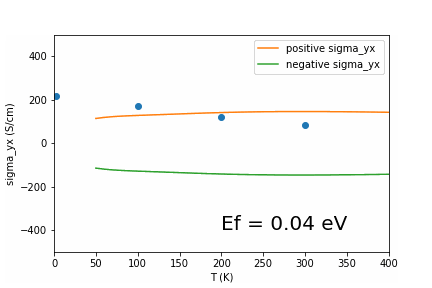 400
200
0
−200
−400
sigma_yx (S/cm)
positive sigma_yx
negative sigma_yx
Ef = 0.04 eV
0 50 100 150 200 250 300 350 400
T (K)